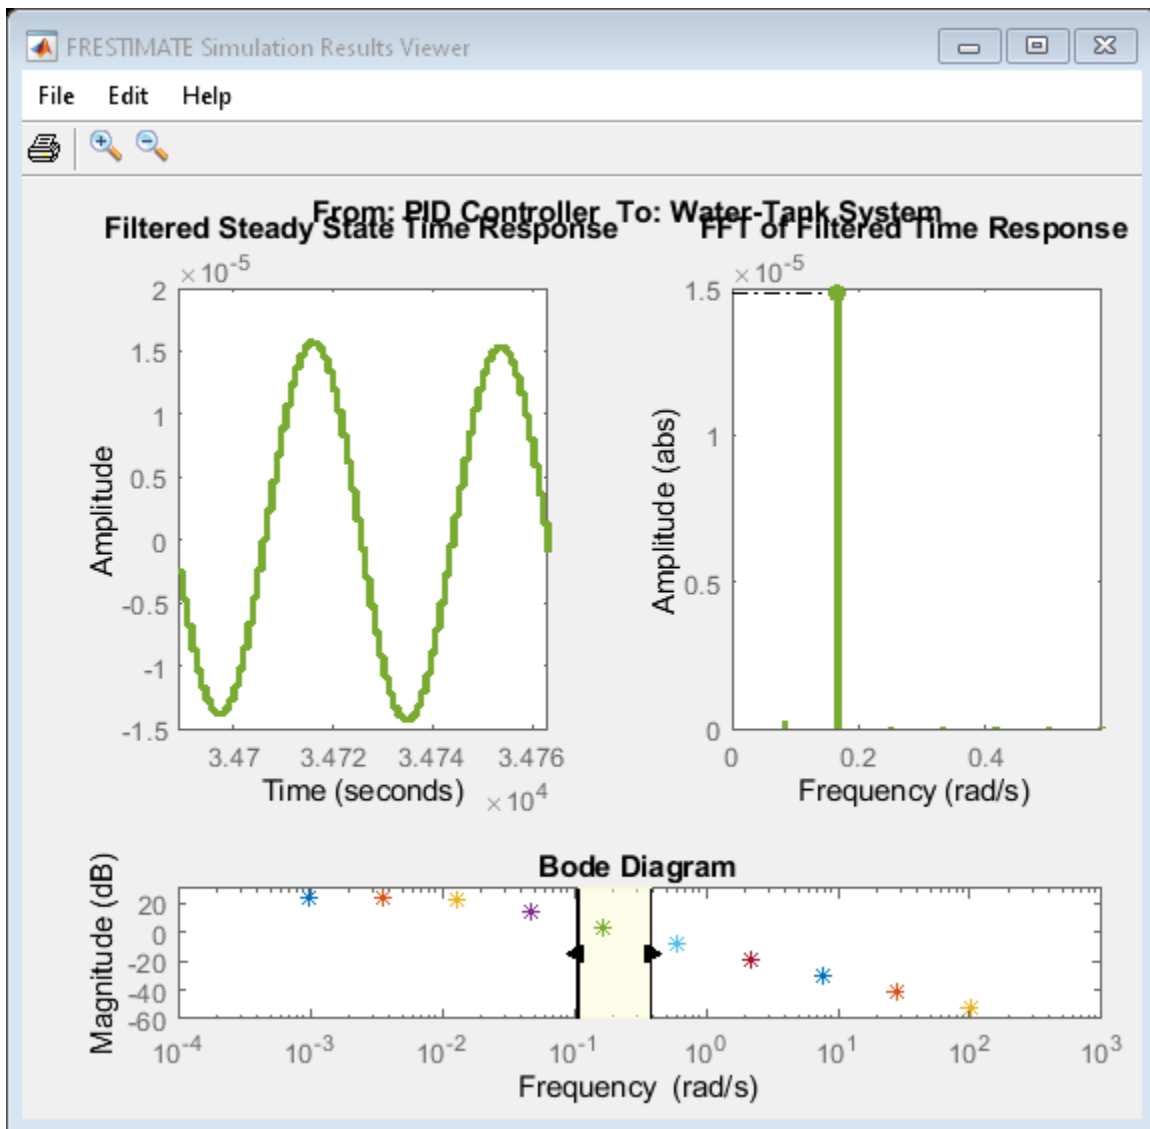 FRESTIMATE Simulation Results Viewer
File Edit Help
From: PID Controller To: Water-Tank System
Filtered Steady State Time Response
FFT of Filtered Time Response
×10^-5
2
1.5
1
0.5
0
-0.5
-1
-1.5
Amplitude
3.47 3.472 3.474 3.476
Time (seconds) ×10^4
×10^-5
1.5
1
0.5
0
Amplitude (abs)
0 0.2 0.4
Frequency (rad/s)
Bode Diagram
Magnitude (dB)
20
0
-20
-40
-60
10^-4 10^-3 10^-2 10^-1 10^0 10^1 10^2 10^3
Frequency (rad/s)